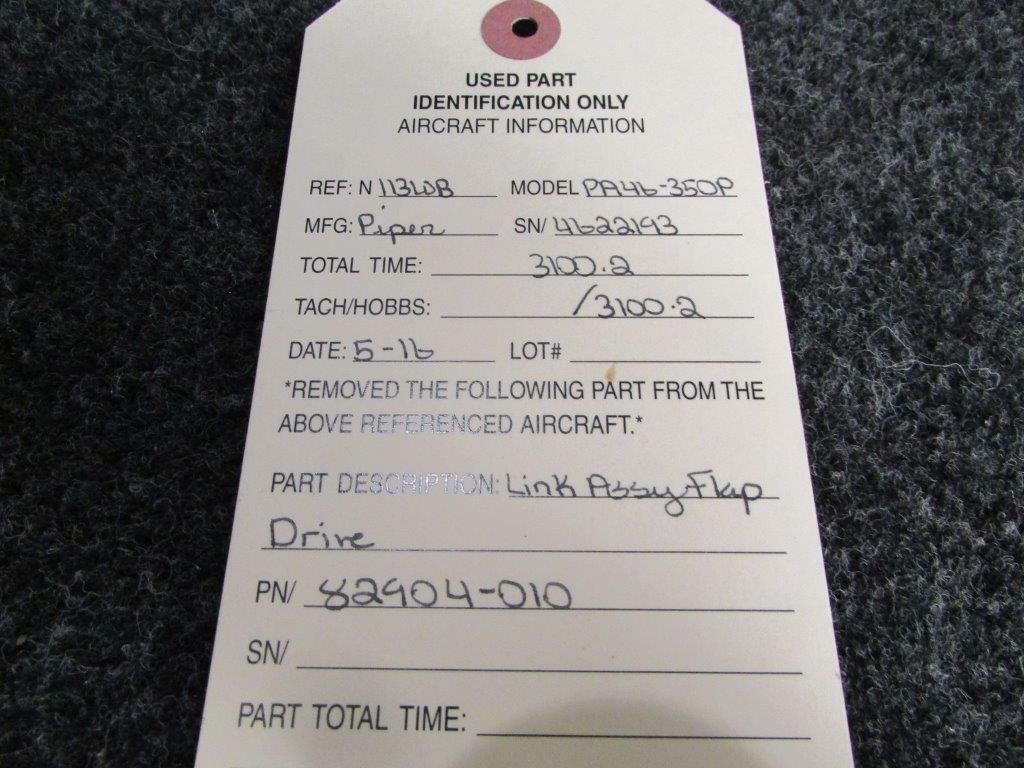 USED PART
IDENTIFICATION ONLY
AIRCRAFT INFORMATION
REF: N 113WB MODEL PA46-350P
MFG: Piper SN/ 4622193
TOTAL TIME: 3100.2
TACH/HOBBS: /3100.2
DATE: 5-16 LOT#
*REMOVED THE FOLLOWING PART FROM THE
ABOVE REFERENCED AIRCRAFT.*
PART DESCRIPTION: Link Assy Flap
Drive
PN/ 82904-010
SN/
PART TOTAL TIME: